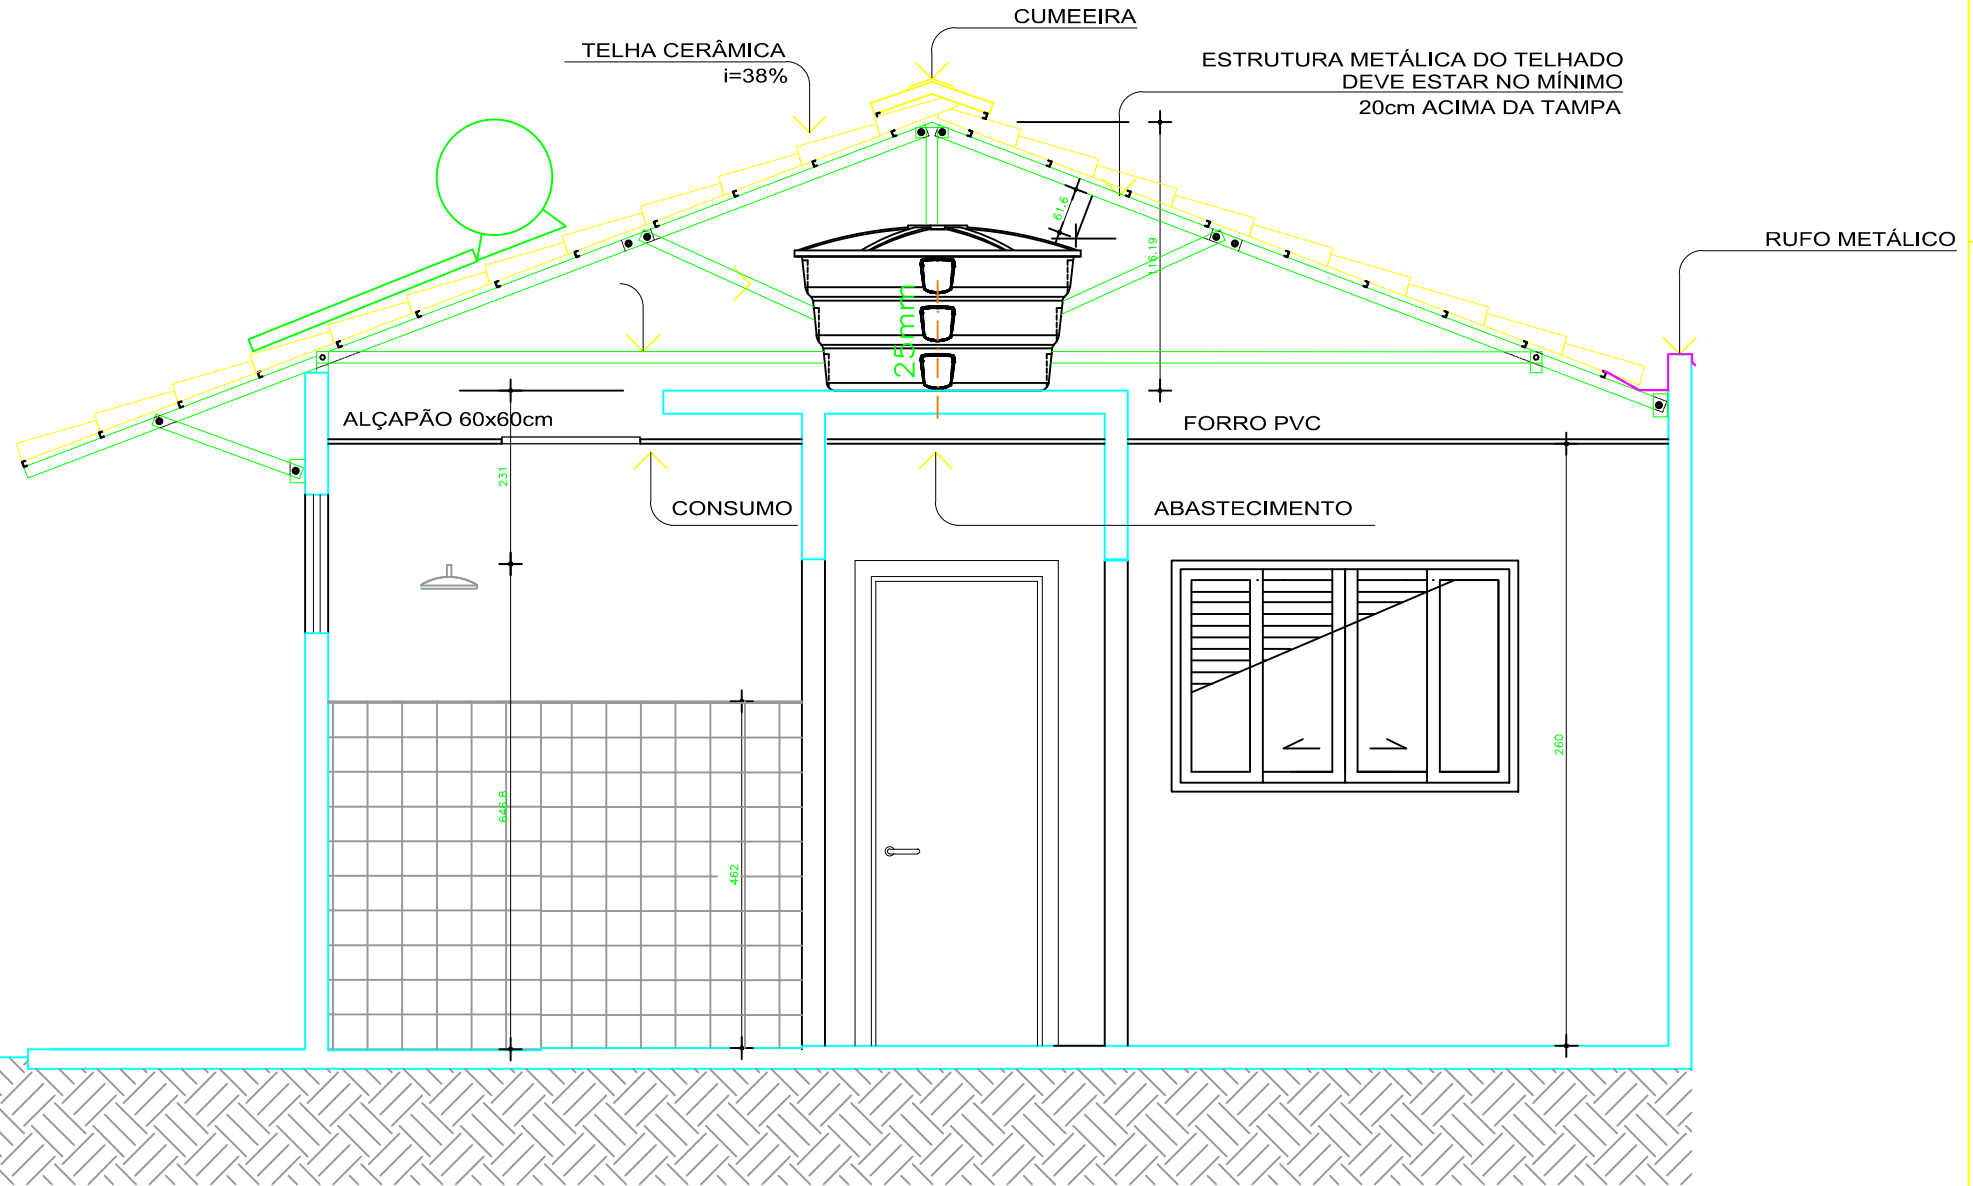 CUMEEIRA
TELHA CERÂMICA
i=38%
ESTRUTURA METÁLICA DO TELHADO
DEVE ESTAR NO MÍNIMO
20cm ACIMA DA TAMPA
61.6
116.19
RUFO METÁLICO
25mm
ALÇAPÃO 60x60cm
FORRO PVC
231
CONSUMO
ABASTECIMENTO
260
646.8
462